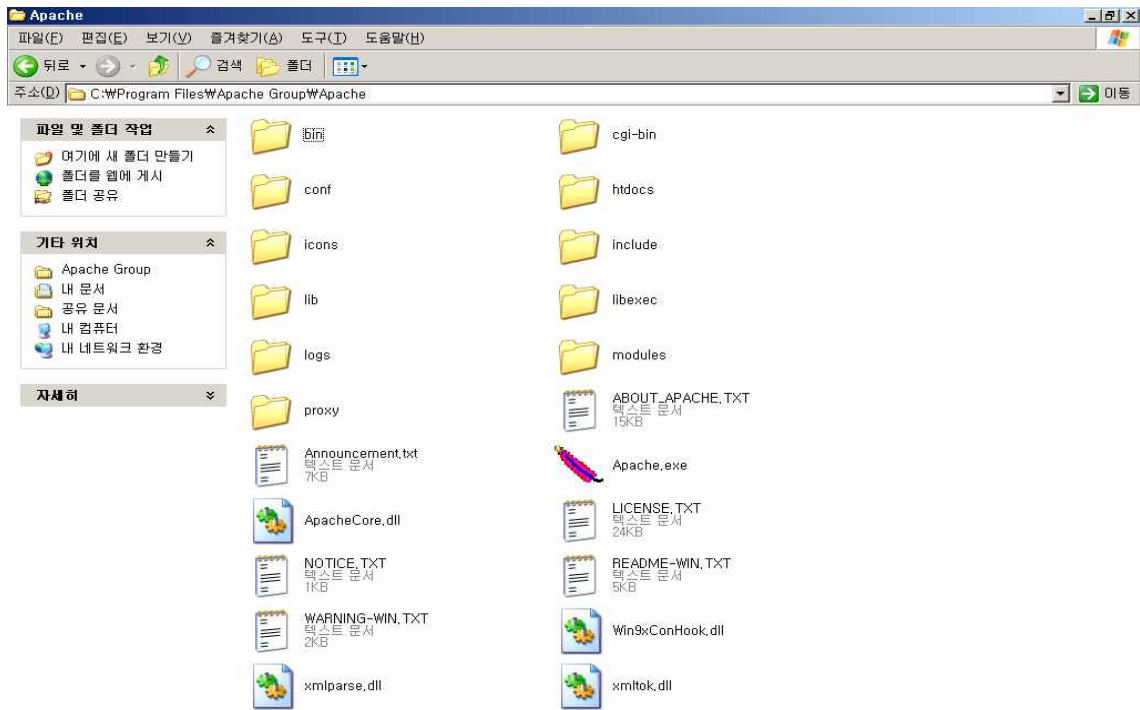 Apache
파일(F) 편집(E) 보기(V) 즐겨찾기(A) 도구(T) 도움말(H)
뒤로 검색 폴더
주소(D) C:₩Program Files₩Apache Group₩Apache 이동
파일 및 폴더 작업
여기에 새 폴더 만들기
폴더를 웹에 게시
폴더 공유
기타 위치
Apache Group
내 문서
공유 문서
내 컴퓨터
내 네트워크 환경
자세히
bin
cgi-bin
conf
htdocs
icons
include
lib
libexec
logs
modules
proxy
ABOUT_APACHE.TXT
텍스트 문서
15KB
Announcement.txt
텍스트 문서
7KB
Apache.exe
ApacheCore.dll
LICENSE.TXT
텍스트 문서
24KB
NOTICE.TXT
텍스트 문서
1KB
README-WIN.TXT
텍스트 문서
5KB
WARNING-WIN.TXT
텍스트 문서
2KB
Win9xConHook.dll
xmlparse.dll
xmltok.dll